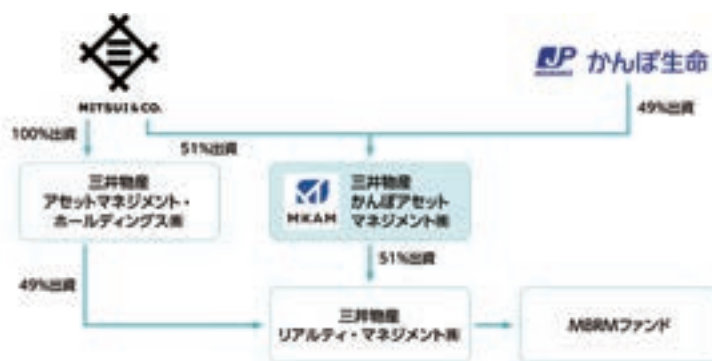 MITSUI & CO.
JP かんぽ生命
100%出資
51%出資
49%出資
三井物産
アセットマネジメント・
ホールディングス㈱
MKAM
三井物産
かんぽアセット
マネジメント㈱
51%出資
49%出資
三井物産
リアルティ・マネジメント㈱
MBRMファンド